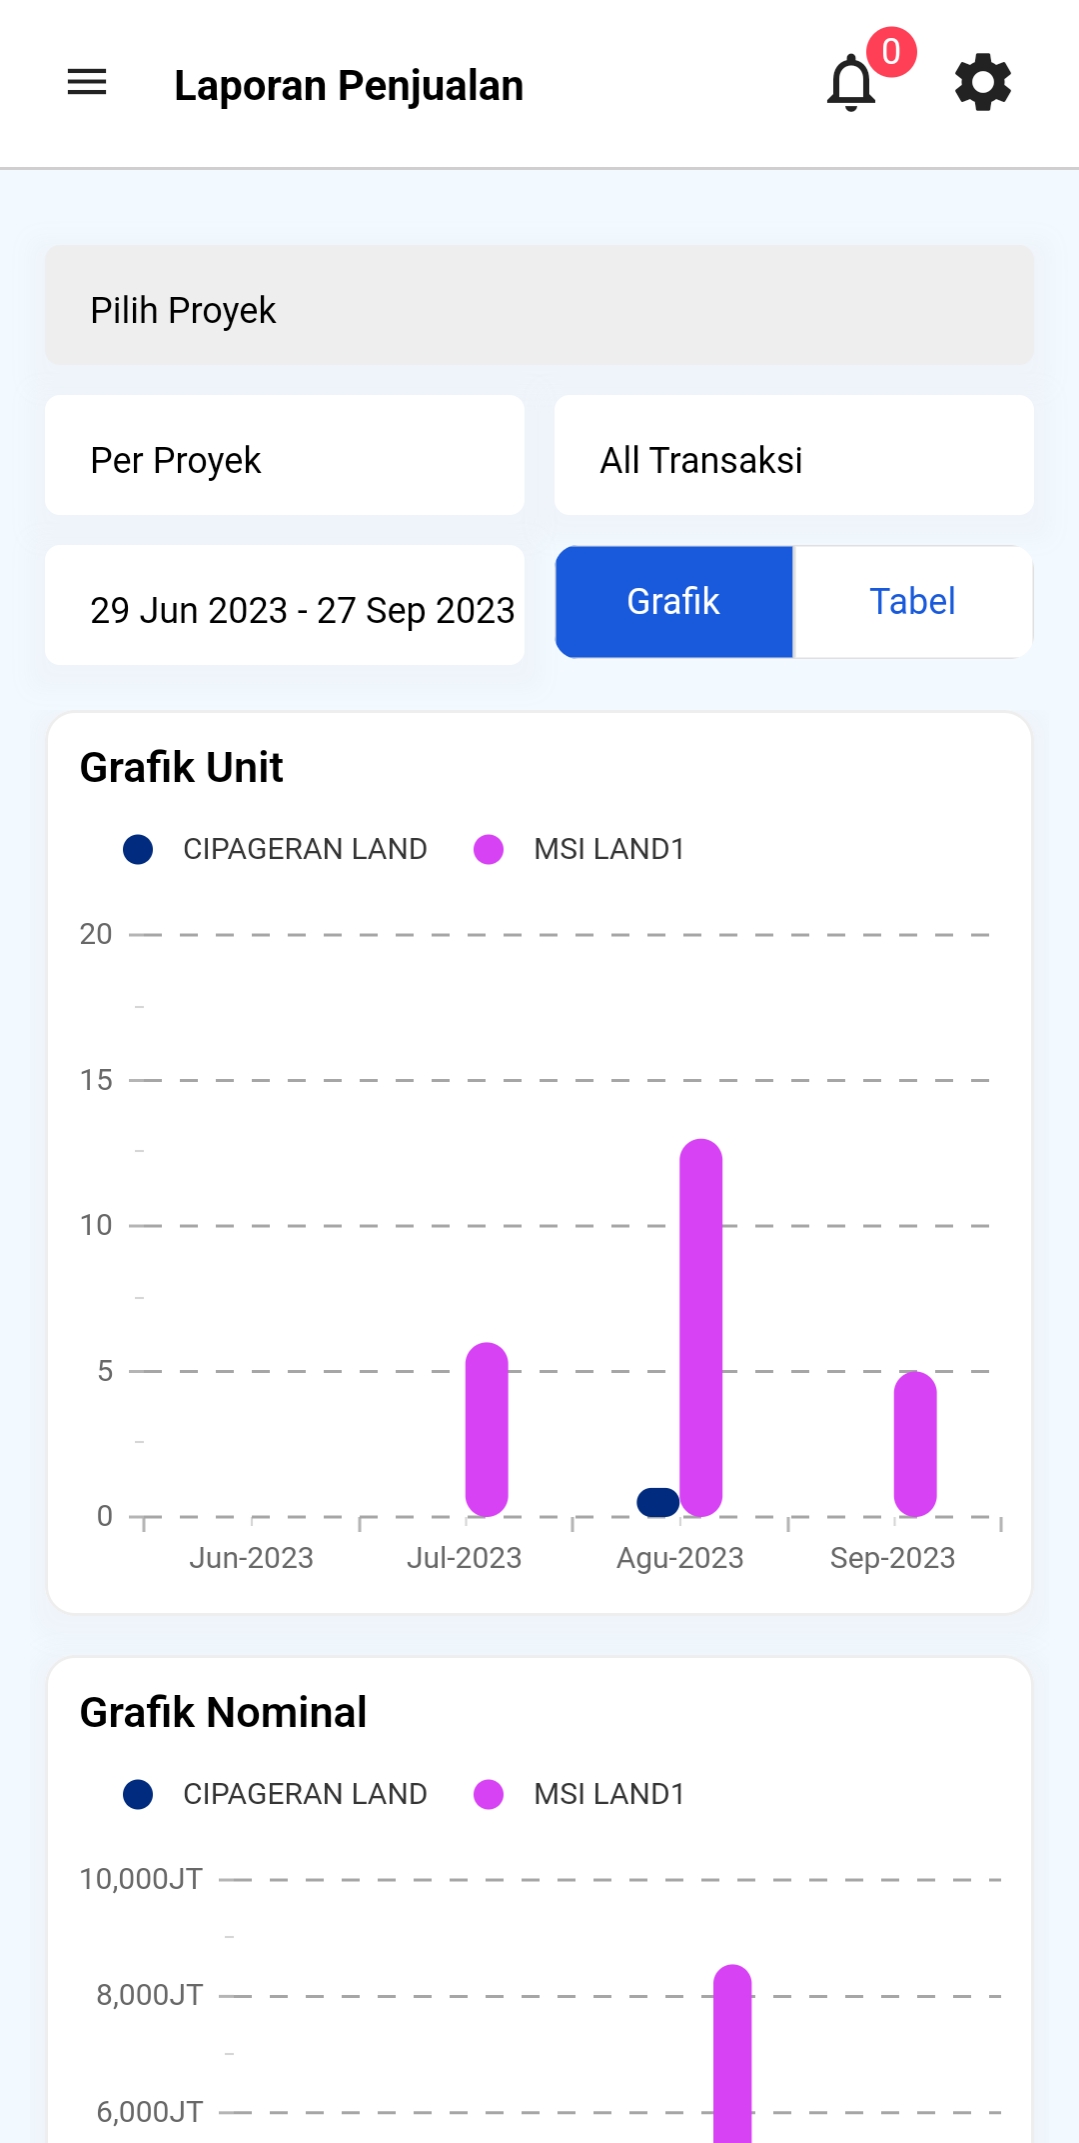 Laporan Penjualan
0
Pilih Proyek
Per Proyek
All Transaksi
29 Jun 2023 - 27 Sep 2023
Grafik
Tabel
Grafik Unit
CIPAGERAN LAND
MSI LAND1
20
15
10
5
0
Jun-2023
Jul-2023
Agu-2023
Sep-2023
Grafik Nominal
CIPAGERAN LAND
MSI LAND1
10,000JT
8,000JT
6,000JT